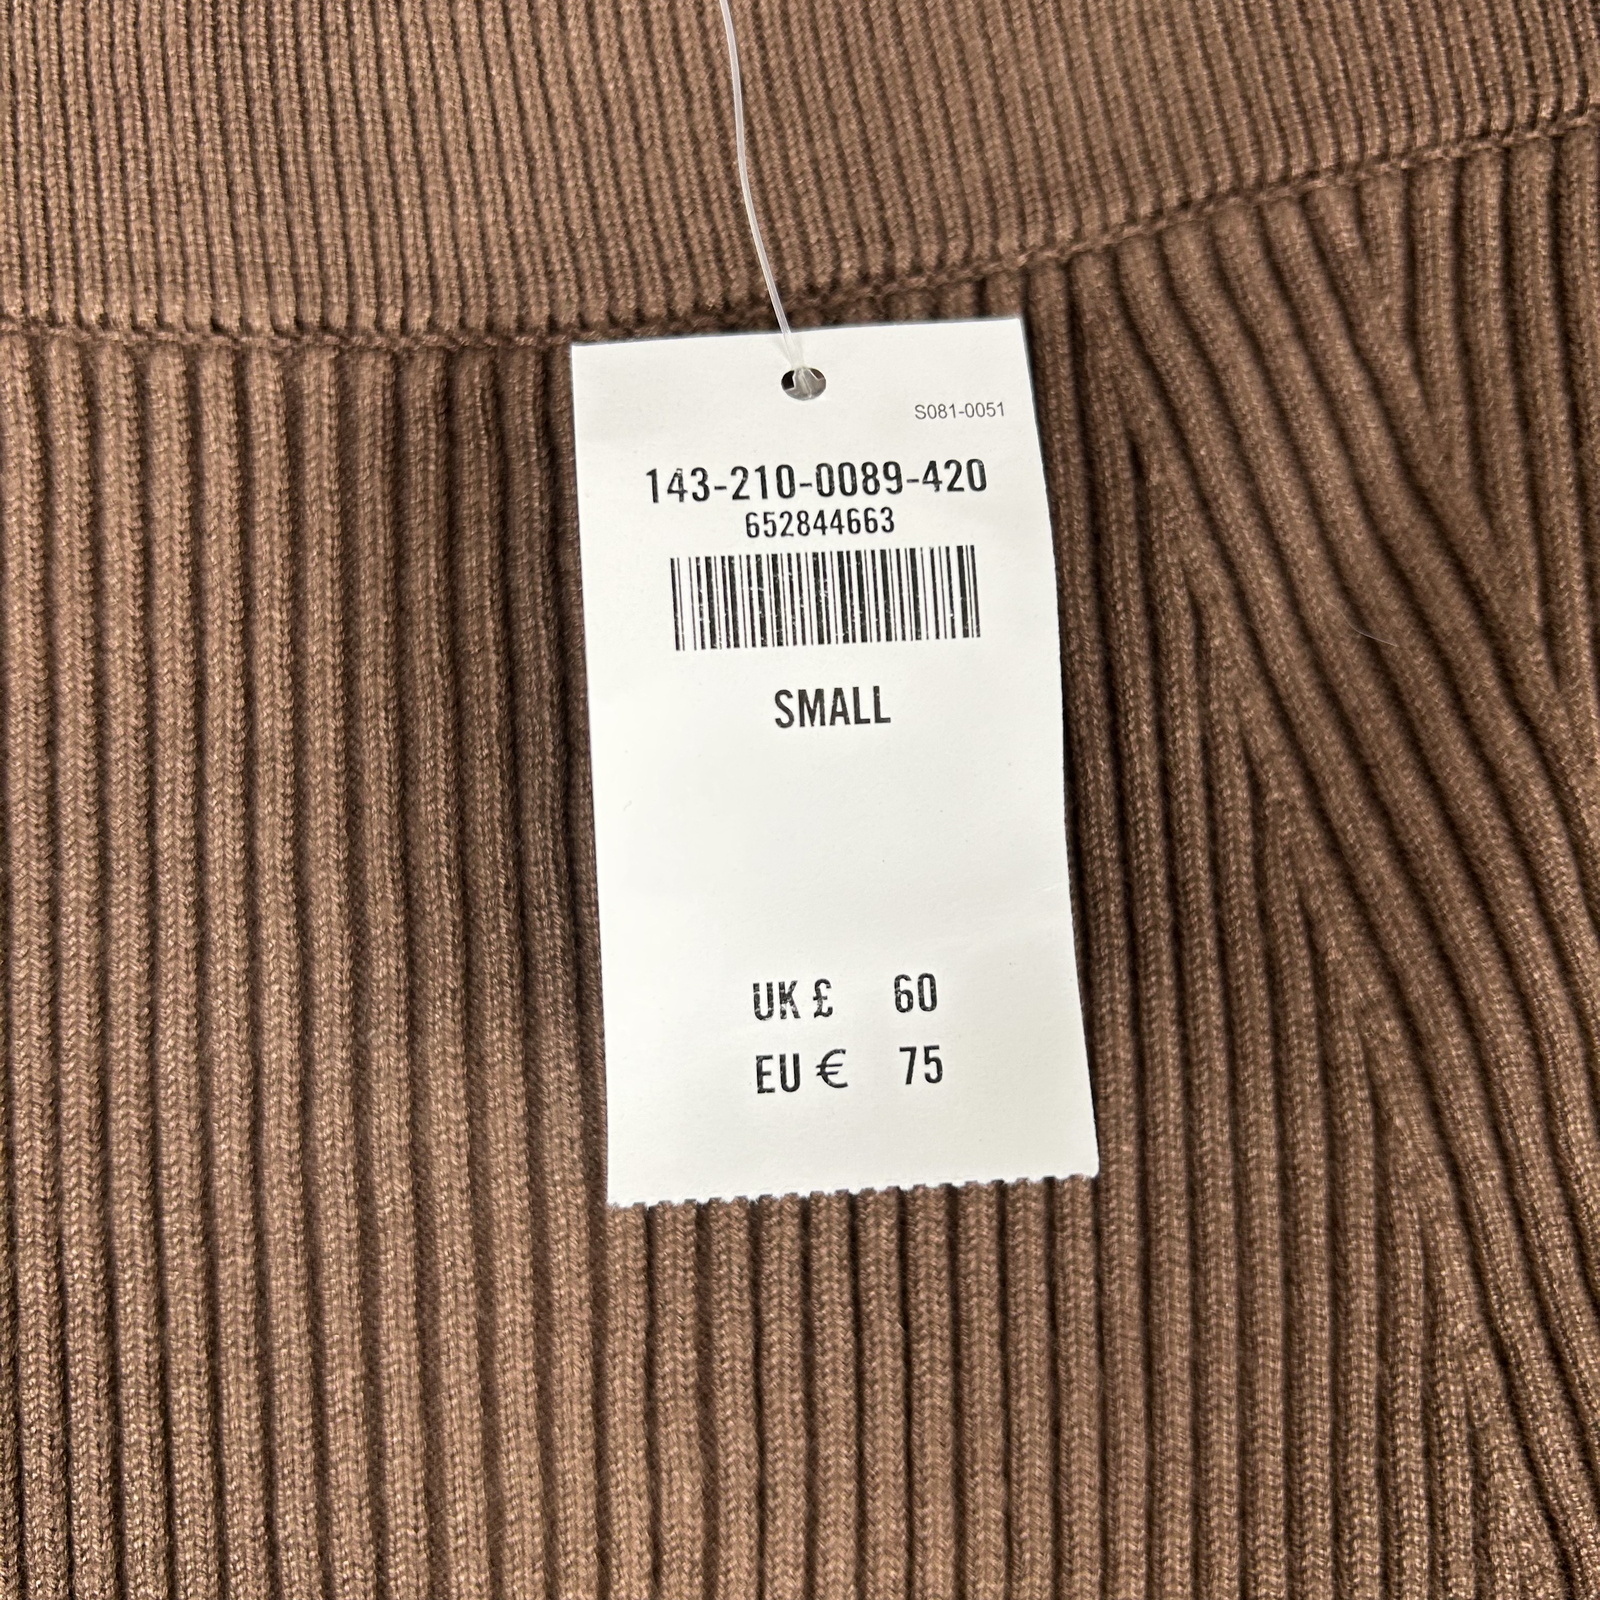 S081-0051
143-210-0089-420
652844663
SMALL
UK £ 60
EU € 75